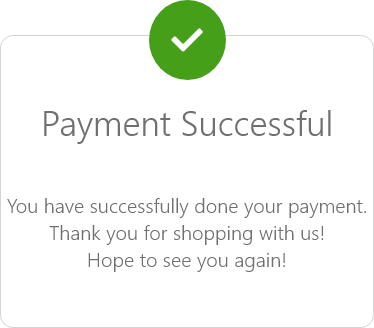 Payment Successful
You have successfully done your payment.
Thank you for shopping with us!
Hope to see you again!